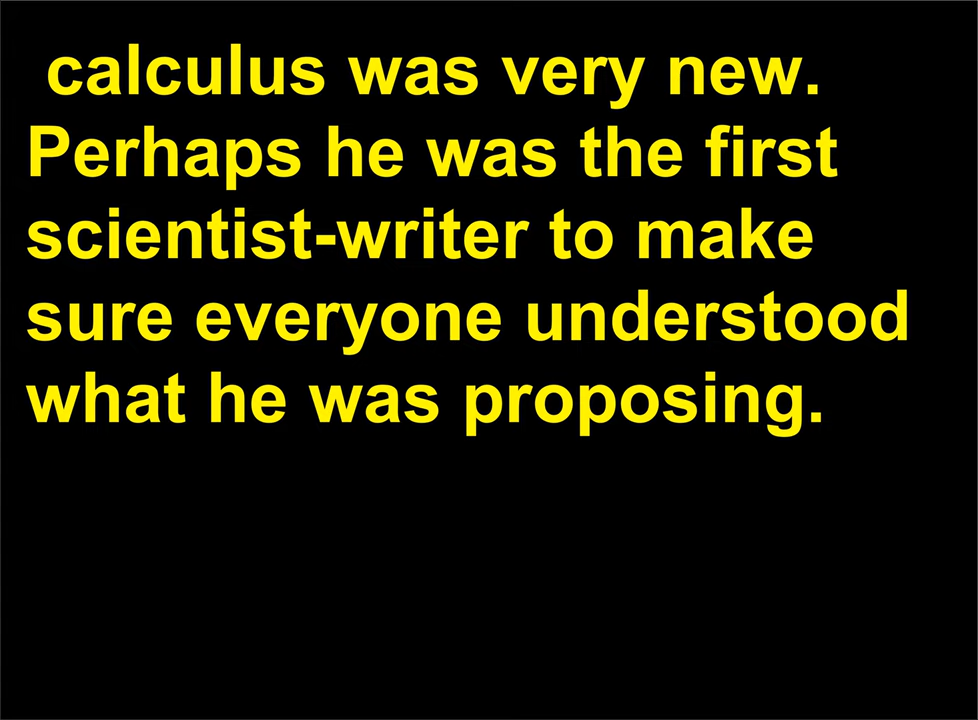 calculus was very new.
Perhaps he was the first
scientist-writer to make
sure everyone understood
what he was proposing.